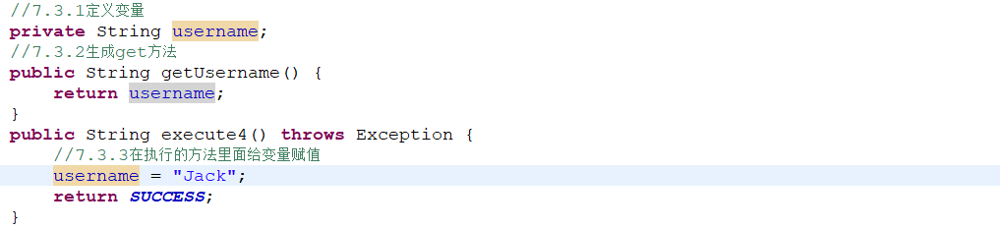 //7.3.1定义变量
private String username;
//7.3.2生成get方法
public String getUsername() {
    return username;
}
public String execute4() throws Exception {
    //7.3.3在执行的方法里面给变量赋值
    username = "Jack";
    return SUCCESS;
}